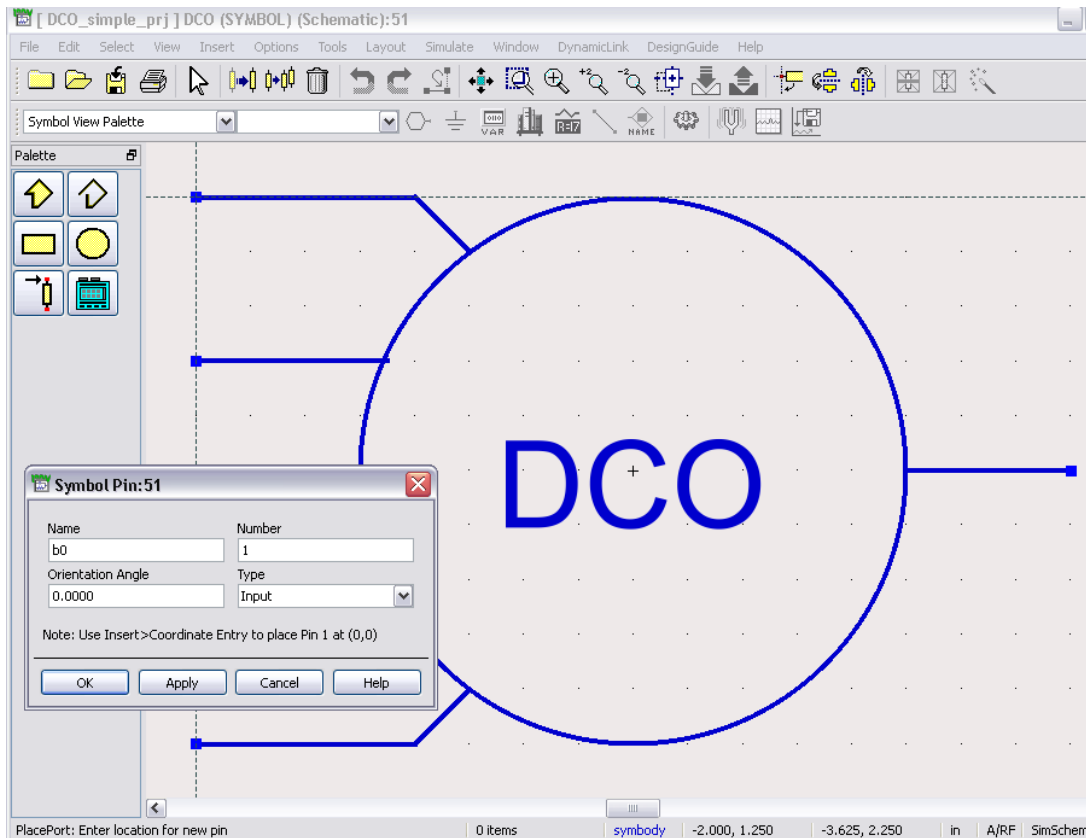 [ DCO_simple_prj ] DCO (SYMBOL) (Schematic):51
File Edit Select View Insert Options Tools Layout Simulate Window DynamicLink DesignGuide Help
Symbol View Palette
VAR
NAME
Palette
DCO
Symbol Pin:51
Name Number
b0 1
Orientation Angle Type
0.0000 Input
Note: Use Insert>Coordinate Entry to place Pin 1 at (0,0)
OK Apply Cancel Help
PlacePort: Enter location for new pin 0 items symbody -2.000, 1.250 -3.625, 2.250 in A/RF SimSchem